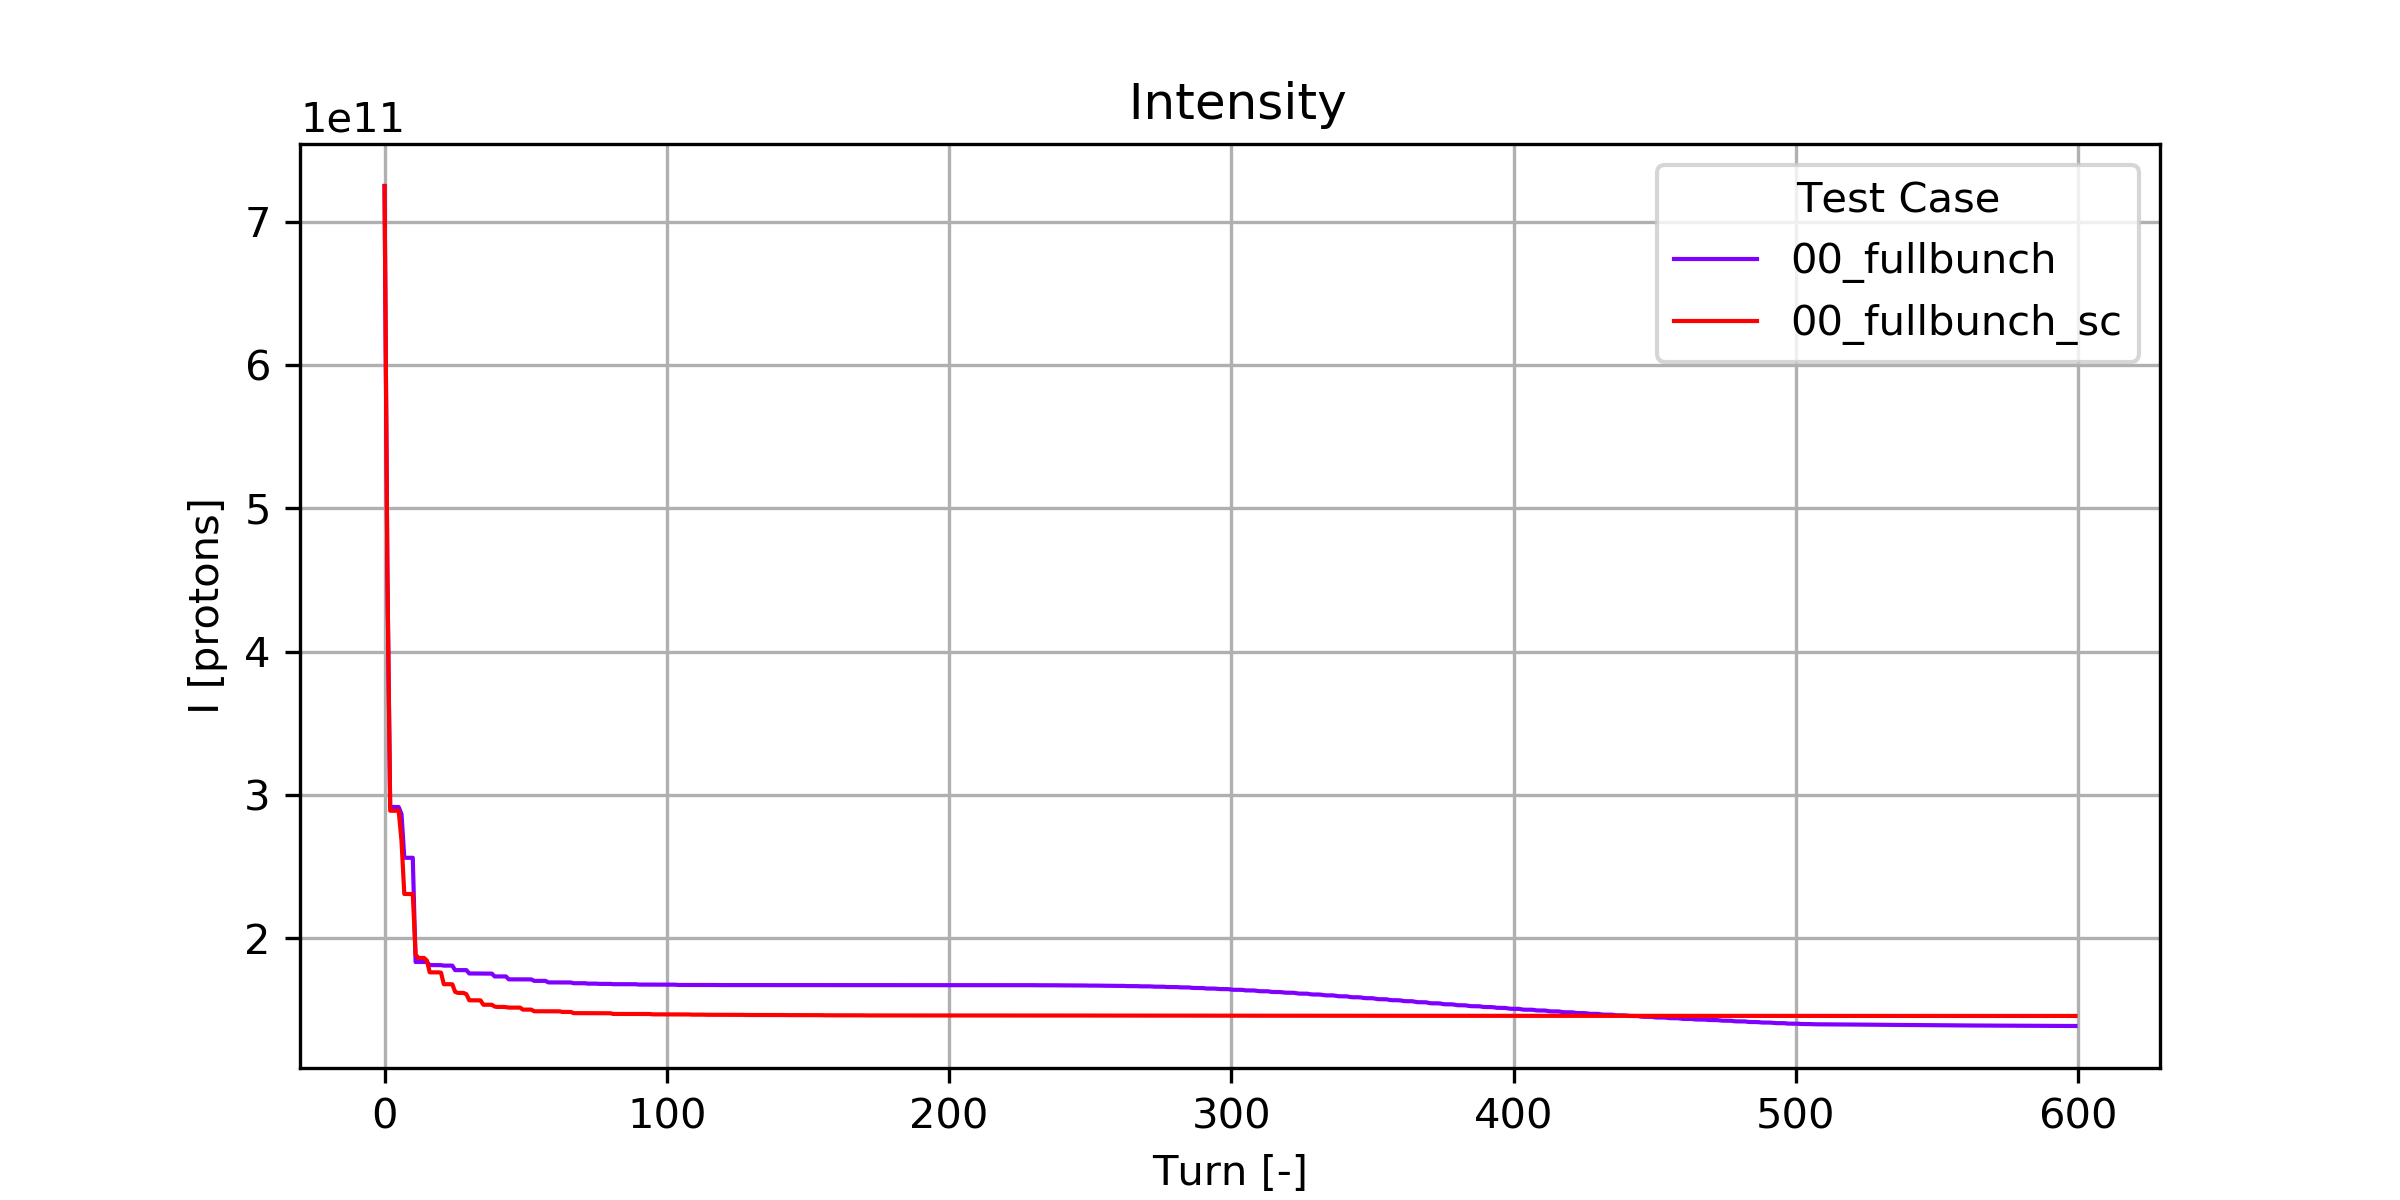 Intensity
1e11
7
6
5
4
3
2
I [protons]
Test Case
00_fullbunch
00_fullbunch_sc
0 100 200 300 400 500 600
Turn [-]